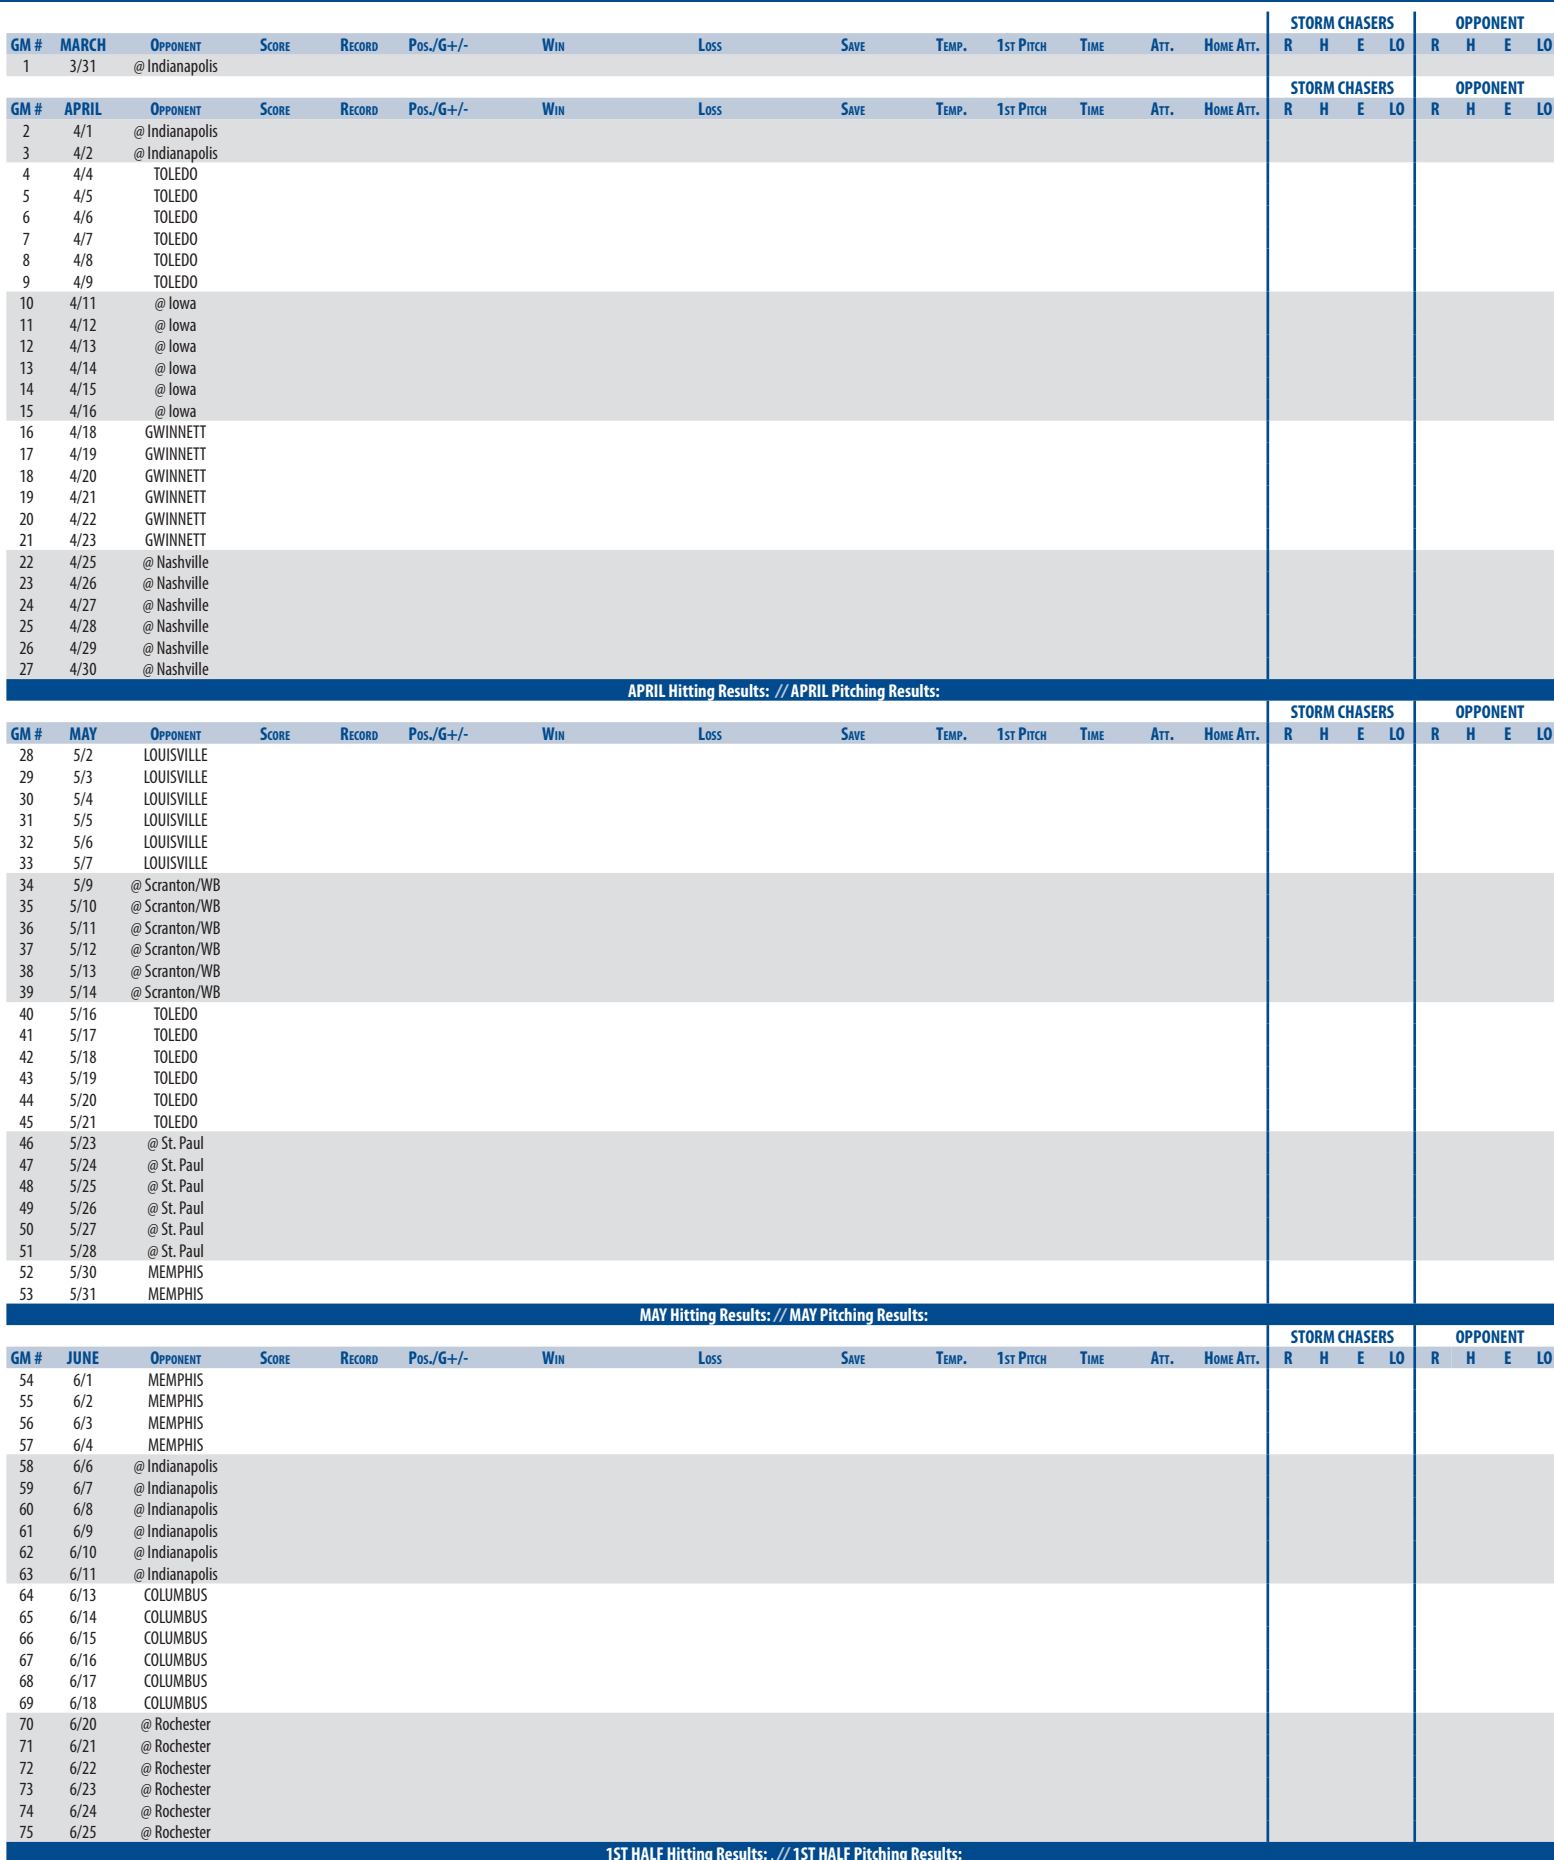 STORM CHASERS OPPONENT
GM # MARCH OPPONENT SCORE RECORD POS./G+/- WIN LOSS SAVE TEMP. 1ST PITCH TIME ATT. HOME ATT. R H E LO R H E LO
1 3/31 @ Indianapolis
STORM CHASERS OPPONENT
GM # APRIL OPPONENT SCORE RECORD POS./G+/- WIN LOSS SAVE TEMP. 1ST PITCH TIME ATT. HOME ATT. R H E LO R H E LO
2 4/1 @ Indianapolis
3 4/2 @ Indianapolis
4 4/4 TOLEDO
5 4/5 TOLEDO
6 4/6 TOLEDO
7 4/7 TOLEDO
8 4/8 TOLEDO
9 4/9 TOLEDO
10 4/11 @ Iowa
11 4/12 @ Iowa
12 4/13 @ Iowa
13 4/14 @ Iowa
14 4/15 @ Iowa
15 4/16 @ Iowa
16 4/18 GWINNETT
17 4/19 GWINNETT
18 4/20 GWINNETT
19 4/21 GWINNETT
20 4/22 GWINNETT
21 4/23 GWINNETT
22 4/25 @ Nashville
23 4/26 @ Nashville
24 4/27 @ Nashville
25 4/28 @ Nashville
26 4/29 @ Nashville
27 4/30 @ Nashville
APRIL Hitting Results: // APRIL Pitching Results:
STORM CHASERS OPPONENT
GM # MAY OPPONENT SCORE RECORD POS./G+/- WIN LOSS SAVE TEMP. 1ST PITCH TIME ATT. HOME ATT. R H E LO R H E LO
28 5/2 LOUISVILLE
29 5/3 LOUISVILLE
30 5/4 LOUISVILLE
31 5/5 LOUISVILLE
32 5/6 LOUISVILLE
33 5/7 LOUISVILLE
34 5/9 @ Scranton/WB
35 5/10 @ Scranton/WB
36 5/11 @ Scranton/WB
37 5/12 @ Scranton/WB
38 5/13 @ Scranton/WB
39 5/14 @ Scranton/WB
40 5/16 TOLEDO
41 5/17 TOLEDO
42 5/18 TOLEDO
43 5/19 TOLEDO
44 5/20 TOLEDO
45 5/21 TOLEDO
46 5/23 @ St. Paul
47 5/24 @ St. Paul
48 5/25 @ St. Paul
49 5/26 @ St. Paul
50 5/27 @ St. Paul
51 5/28 @ St. Paul
52 5/30 MEMPHIS
53 5/31 MEMPHIS
MAY Hitting Results: // MAY Pitching Results:
STORM CHASERS OPPONENT
GM # JUNE OPPONENT SCORE RECORD POS./G+/- WIN LOSS SAVE TEMP. 1ST PITCH TIME ATT. HOME ATT. R H E LO R H E LO
54 6/1 MEMPHIS
55 6/2 MEMPHIS
56 6/3 MEMPHIS
57 6/4 MEMPHIS
58 6/6 @ Indianapolis
59 6/7 @ Indianapolis
60 6/8 @ Indianapolis
61 6/9 @ Indianapolis
62 6/10 @ Indianapolis
63 6/11 @ Indianapolis
64 6/13 COLUMBUS
65 6/14 COLUMBUS
66 6/15 COLUMBUS
67 6/16 COLUMBUS
68 6/17 COLUMBUS
69 6/18 COLUMBUS
70 6/20 @ Rochester
71 6/21 @ Rochester
72 6/22 @ Rochester
73 6/23 @ Rochester
74 6/24 @ Rochester
75 6/25 @ Rochester
1ST HALF Hitting Results: . // 1ST HALF Pitching Results: